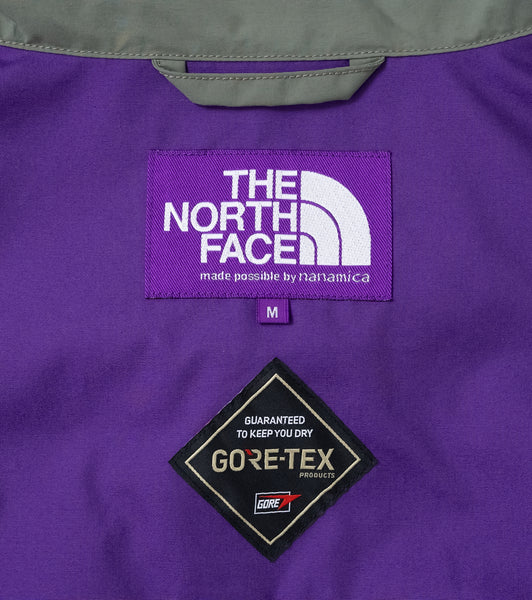 THE
NORTH
FACE
made possible by nanamica
M
GUARANTEED
TO KEEP YOU DRY
GORE-TEX
PRODUCTS
GORE